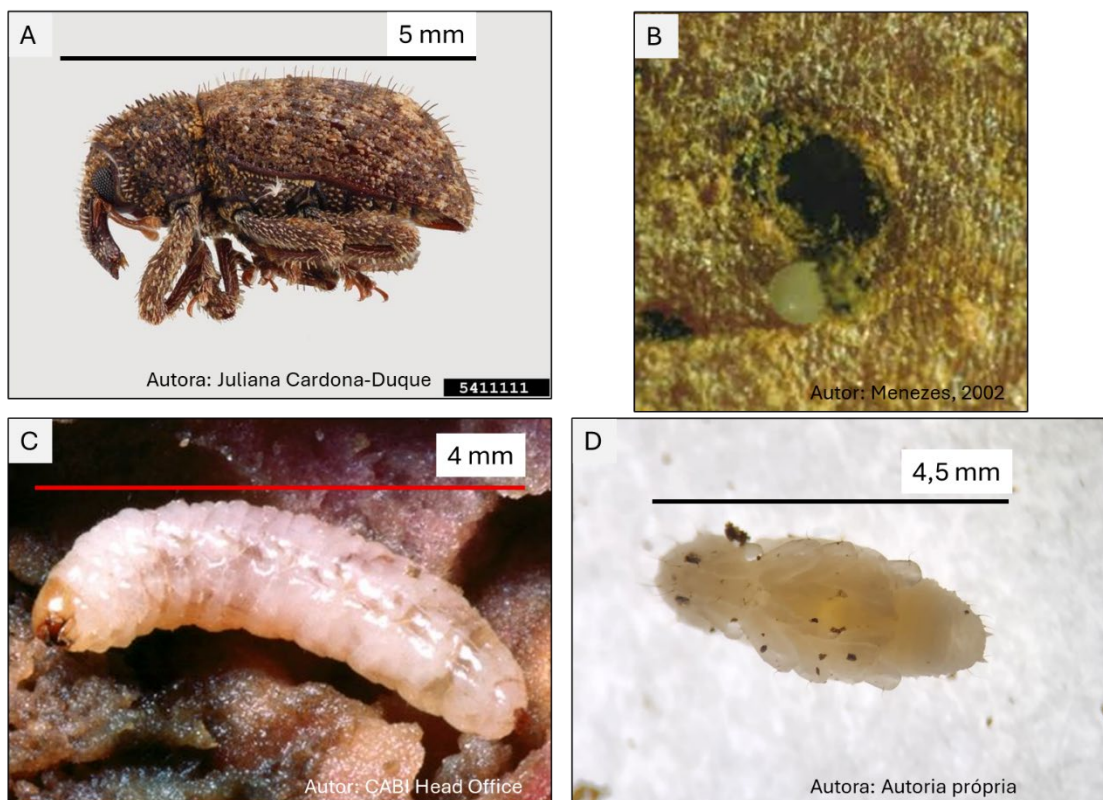 A
5 mm
Autora: Juliana Cardona-Duque
5411111
B
Autor: Menezes, 2002
C
4 mm
Autor: CABI Head Office
D
4,5 mm
Autora: Autoria própria